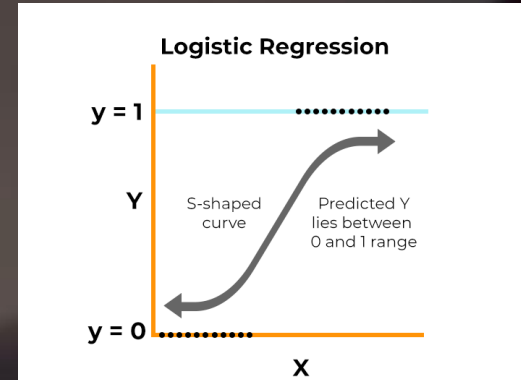 Logistic Regression
y = 1
Y
S-shaped
curve
Predicted Y
lies between
0 and 1 range
y = 0
X